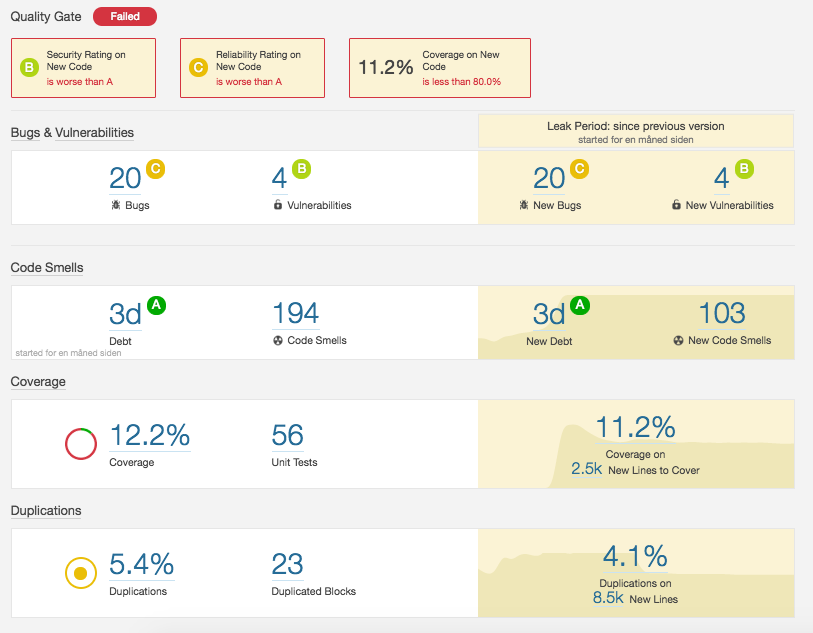 Quality Gate Failed
B Security Rating on
New Code
is worse than A
C Reliability Rating on
New Code
is worse than A
11.2% Coverage on New
Code
is less than 80.0%
Bugs & Vulnerabilities
Leak Period: since previous version
started for en måned siden
20 C
Bugs
4 B
Vulnerabilities
20 C
New Bugs
4 B
New Vulnerabilities
Code Smells
3d A
Debt
194
Code Smells
started for en måned siden
3d A
New Debt
103
New Code Smells
Coverage
12.2%
Coverage
56
Unit Tests
11.2%
Coverage on
2.5k New Lines to Cover
Duplications
5.4%
Duplications
23
Duplicated Blocks
4.1%
Duplications on
8.5k New Lines